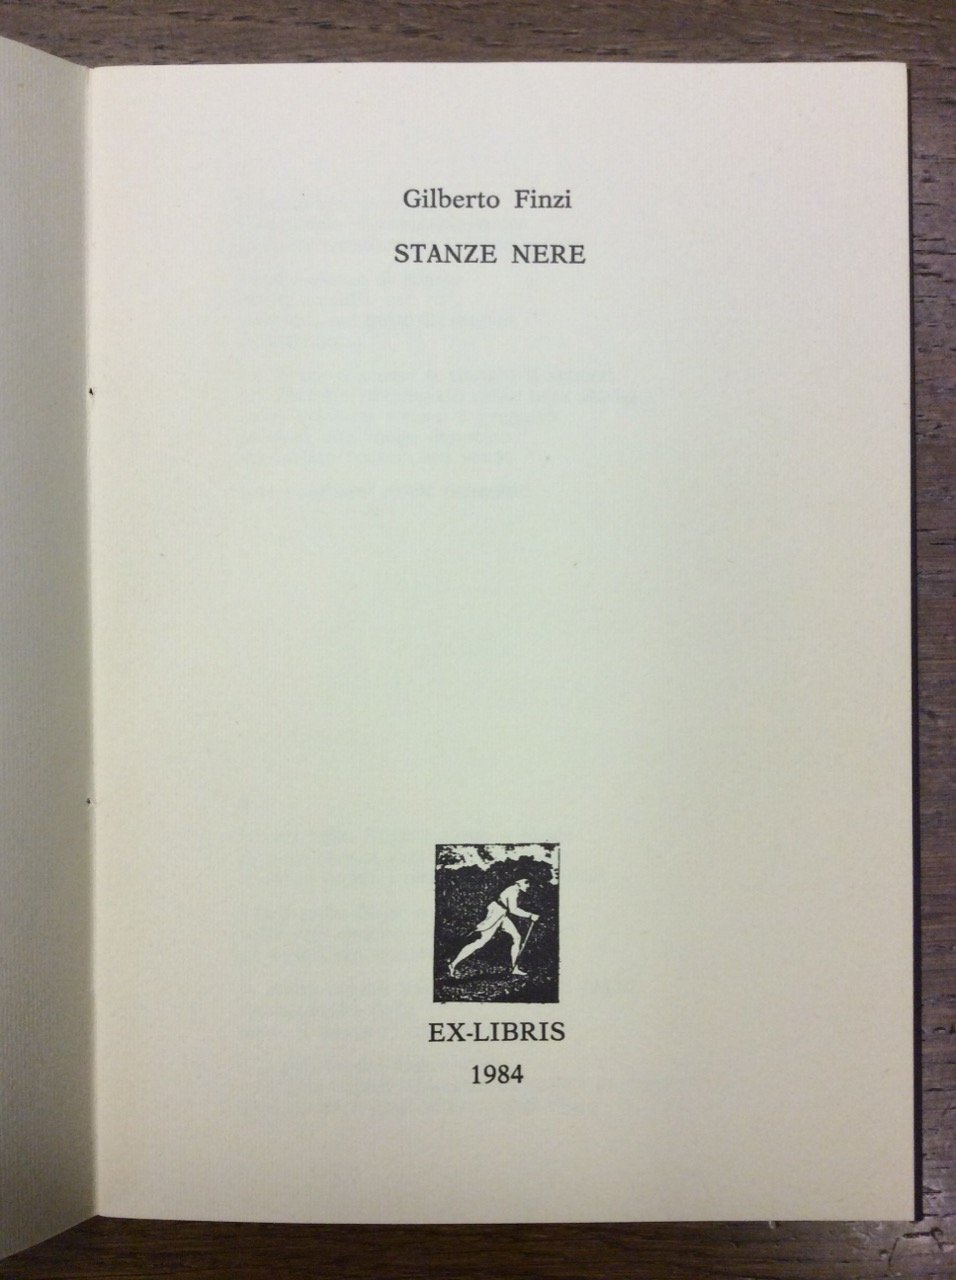 Gilberto Finzi
STANZE NERE
EX-LIBRIS
1984